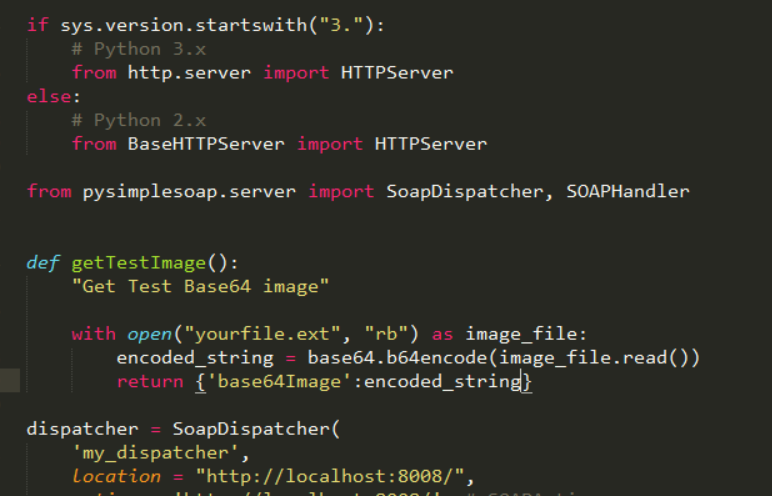 if sys.version.startswith("3."):
# Python 3.x
from http.server import HTTPServer
else:
# Python 2.x
from BaseHTTPServer import HTTPServer
from pysimplesoap.server import SoapDispatcher, SOAPHandler
def getTestImage():
"Get Test Base64 image"
with open("yourfile.ext", "rb") as image_file:
encoded_string = base64.b64encode(image_file.read())
return {'base64Image':encoded_string}
dispatcher = SoapDispatcher(
'my_dispatcher',
location = "http://localhost:8008/",